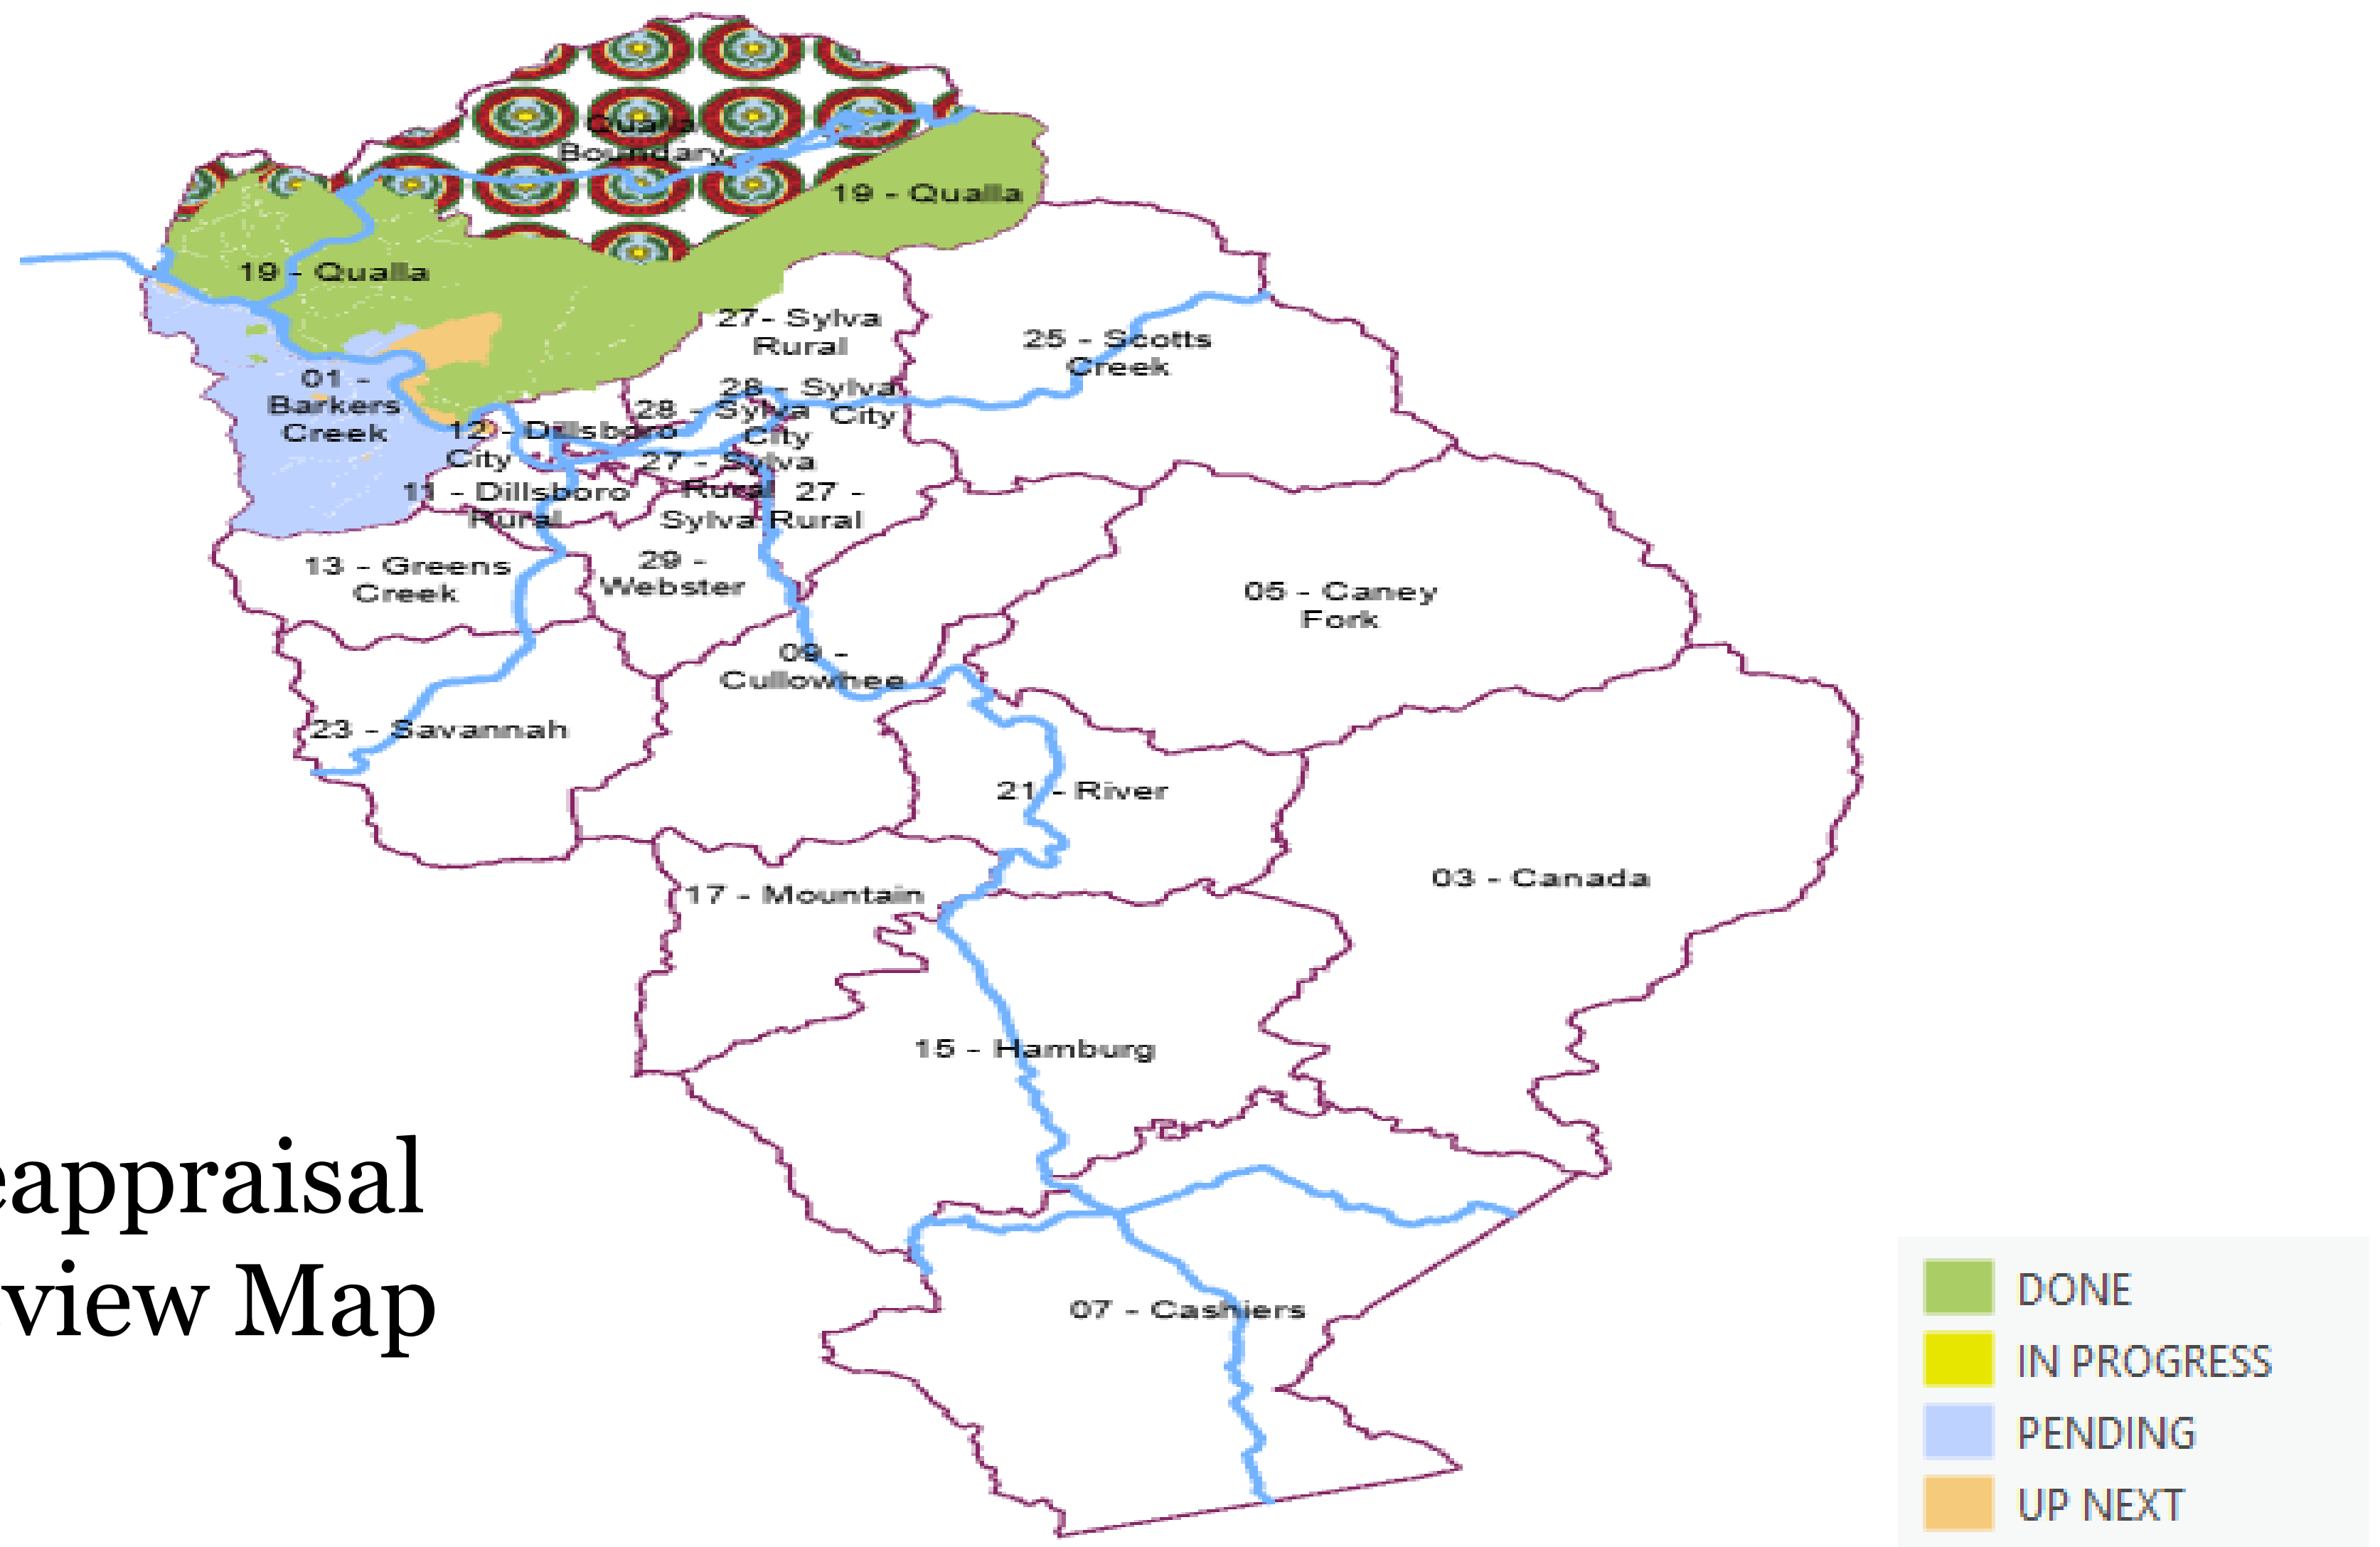 Qualla
Boundary
19 - Qualla
19 - Qualla
27- Sylva
Rural
25 - Scotts
Creek
01 -
Barkers
Creek
28 - Sylva
City
28 - Sylva
City
12 - Dillsboro
City
27 - Sylva
Rural
11 - Dillsboro
Rural
27 -
Sylva Rural
13 - Greens
Creek
29 -
Webster
05 - Caney
Fork
09 -
Cullowhee
23 - Savannah
21 - River
03 - Canada
17 - Mountain
15 - Hamburg
eappraisal
view Map
07 - Cashiers
DONE
IN PROGRESS
PENDING
UP NEXT